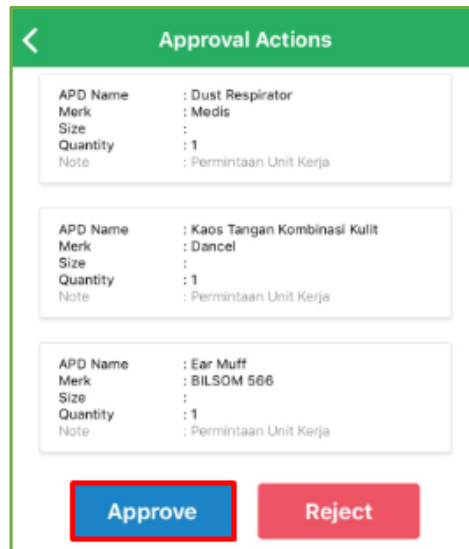 Approval Actions
APD Name : Dust Respirator
Merk : Medis
Size :
Quantity : 1
Note : Permintaan Unit Kerja
APD Name : Kaos Tangan Kombinasi Kulit
Merk : Dancel
Size :
Quantity : 1
Note : Permintaan Unit Kerja
APD Name : Ear Muff
Merk : BILSOM 566
Size :
Quantity : 1
Note : Permintaan Unit Kerja
Approve Reject